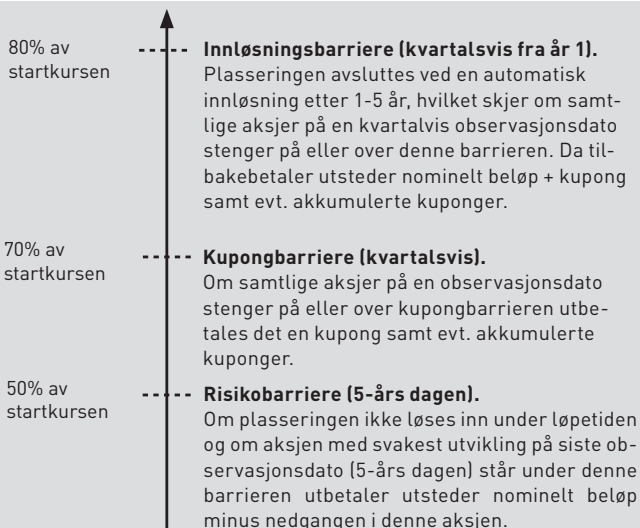 80% av
startkursen
Innløsningsbarriere (kvartalsvis fra år 1).
Plasseringen avsluttes ved en automatisk
innløsning etter 1-5 år, hvilket skjer om samt-
lige aksjer på en kvartalvis observasjonsdato
stenger på eller over denne barrieren. Da til-
bakebetaler utsteder nominelt beløp + kupong
samt evt. akkumulerte kuponger.
70% av
startkursen
Kupongbarriere (kvartalsvis).
Om samtlige aksjer på en observasjonsdato
stenger på eller over kupongbarrieren utbe-
tales det en kupong samt evt. akkumulerte
kuponger.
50% av
startkursen
Risikobarriere (5-års dagen).
Om plasseringen ikke løses inn under løpetiden
og om aksjen med svakest utvikling på siste ob-
servasjonsdato (5-års dagen) står under denne
barrieren utbetaler utsteder nominelt beløp
minus nedgangen i denne aksjen.